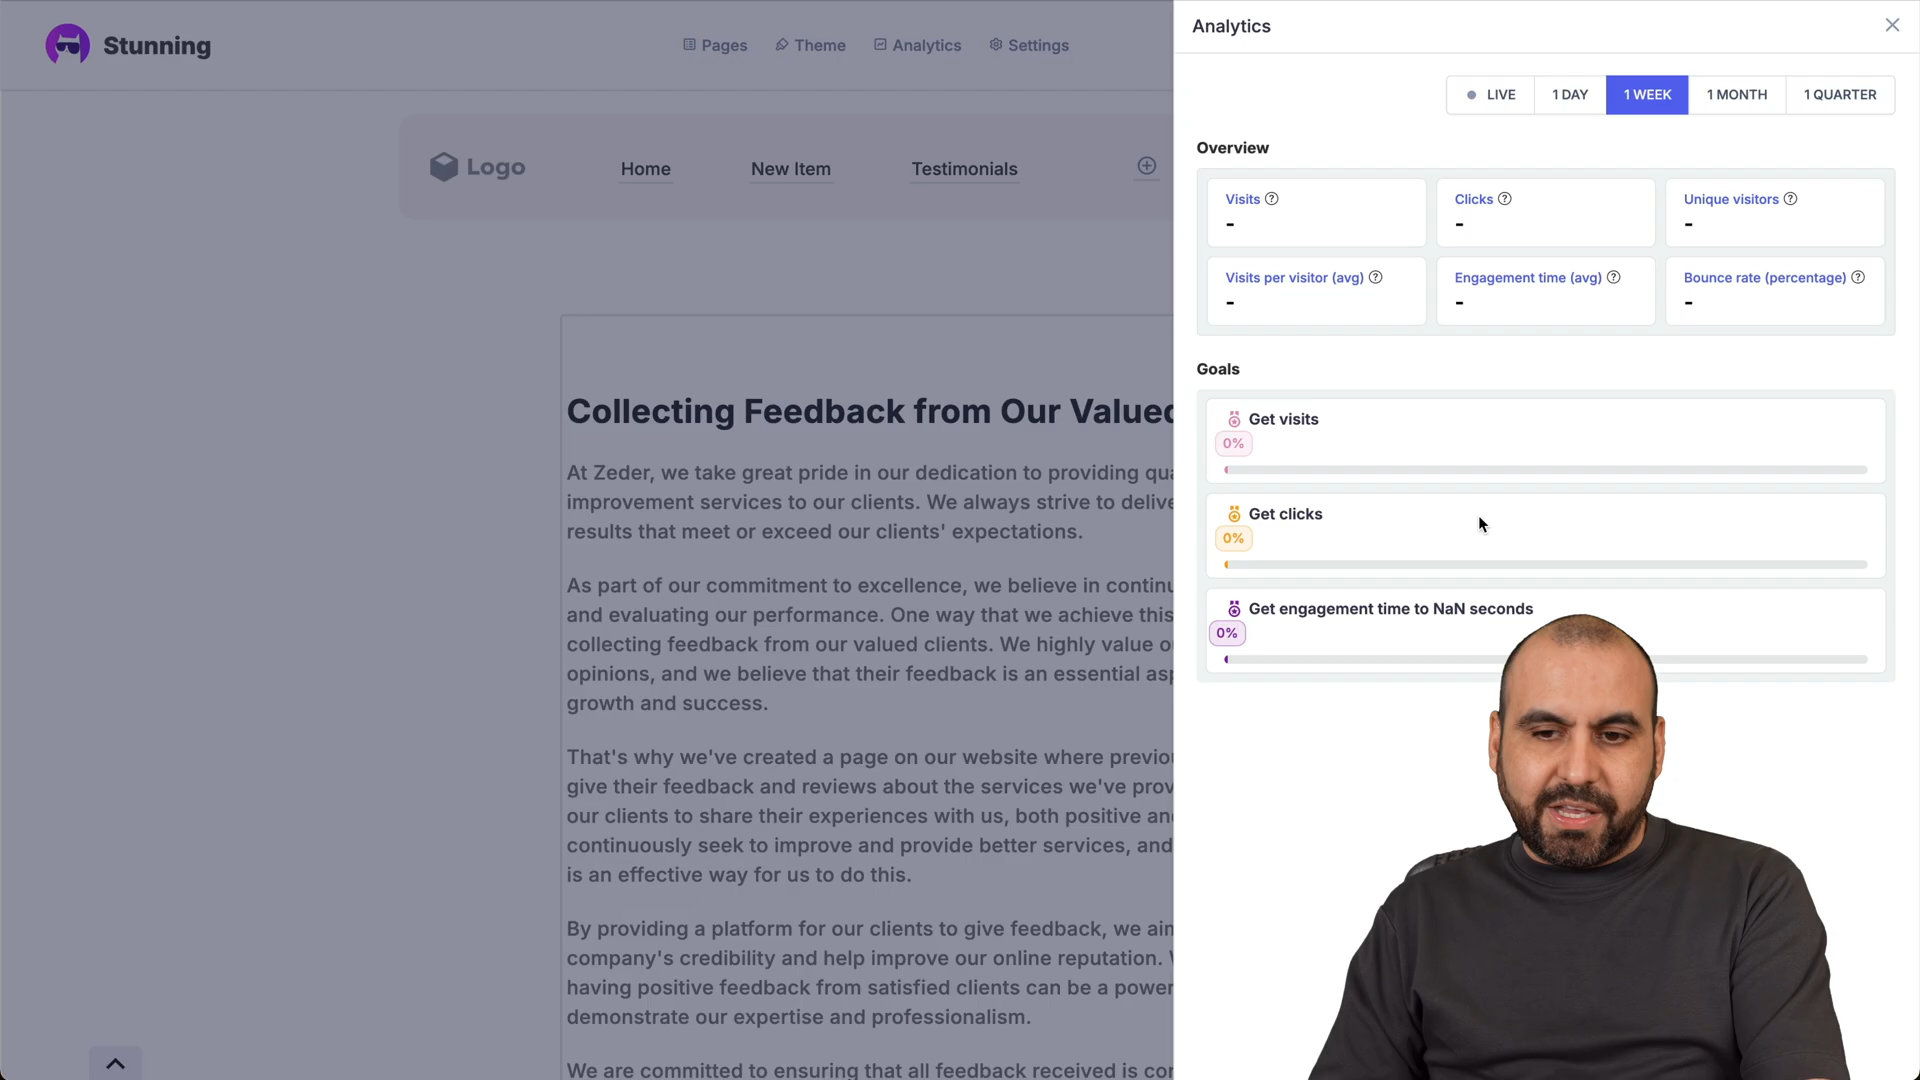 Stunning
Pages
Theme
Analytics
Settings
Logo
Home
New Item
Testimonials
Collecting Feedback from Our Valued
At Zeder, we take great pride in our dedication to providing
improvement services to our clients. We always strive to
results that meet or exceed our clients' expectations.
As part of our commitment to excellence, we believe in
and evaluating our performance. One way that we achieve this
collecting feedback from our valued clients. We highly value
opinions, and we believe that their feedback is an essential
growth and success.
That's why we've created a page on our website where
give their feedback and reviews about the services we've
our clients to share their experiences with us, both positive
continuously seek to improve and provide better services, and
is an effective way for us to do this.
By providing a platform for our clients to give feedback, we
company's credibility and help improve our online reputation.
having positive feedback from satisfied clients can be a
demonstrate our expertise and professionalism.
We are committed to ensuring that all feedback received is
Analytics
LIVE
1 DAY
1 WEEK
1 MONTH
1 QUARTER
Overview
Visits
-
Clicks
-
Unique visitors
-
Visits per visitor (avg)
-
Engagement time (avg)
-
Bounce rate (percentage)
-
Goals
Get visits
0%
Get clicks
0%
Get engagement time to NaN seconds
0%